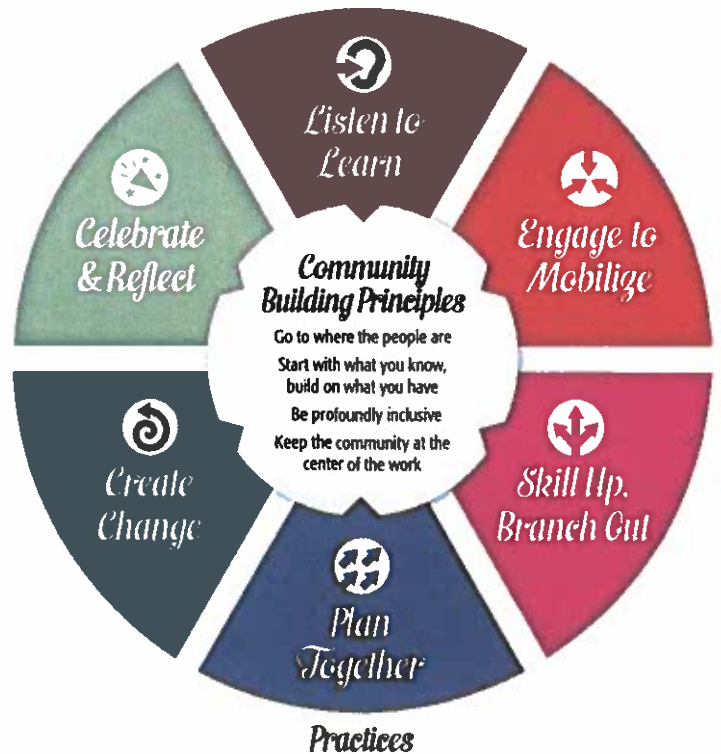 Listen to
Learn
Engage to
Mobilize
Skill Up,
Branch Out
Plan
Together
Create
Change
Celebrate
& Reflect
Community
Building Principles
Go to where the people are
Start with what you know,
build on what you have
Be profoundly inclusive
Keep the community at the
center of the work
Practices